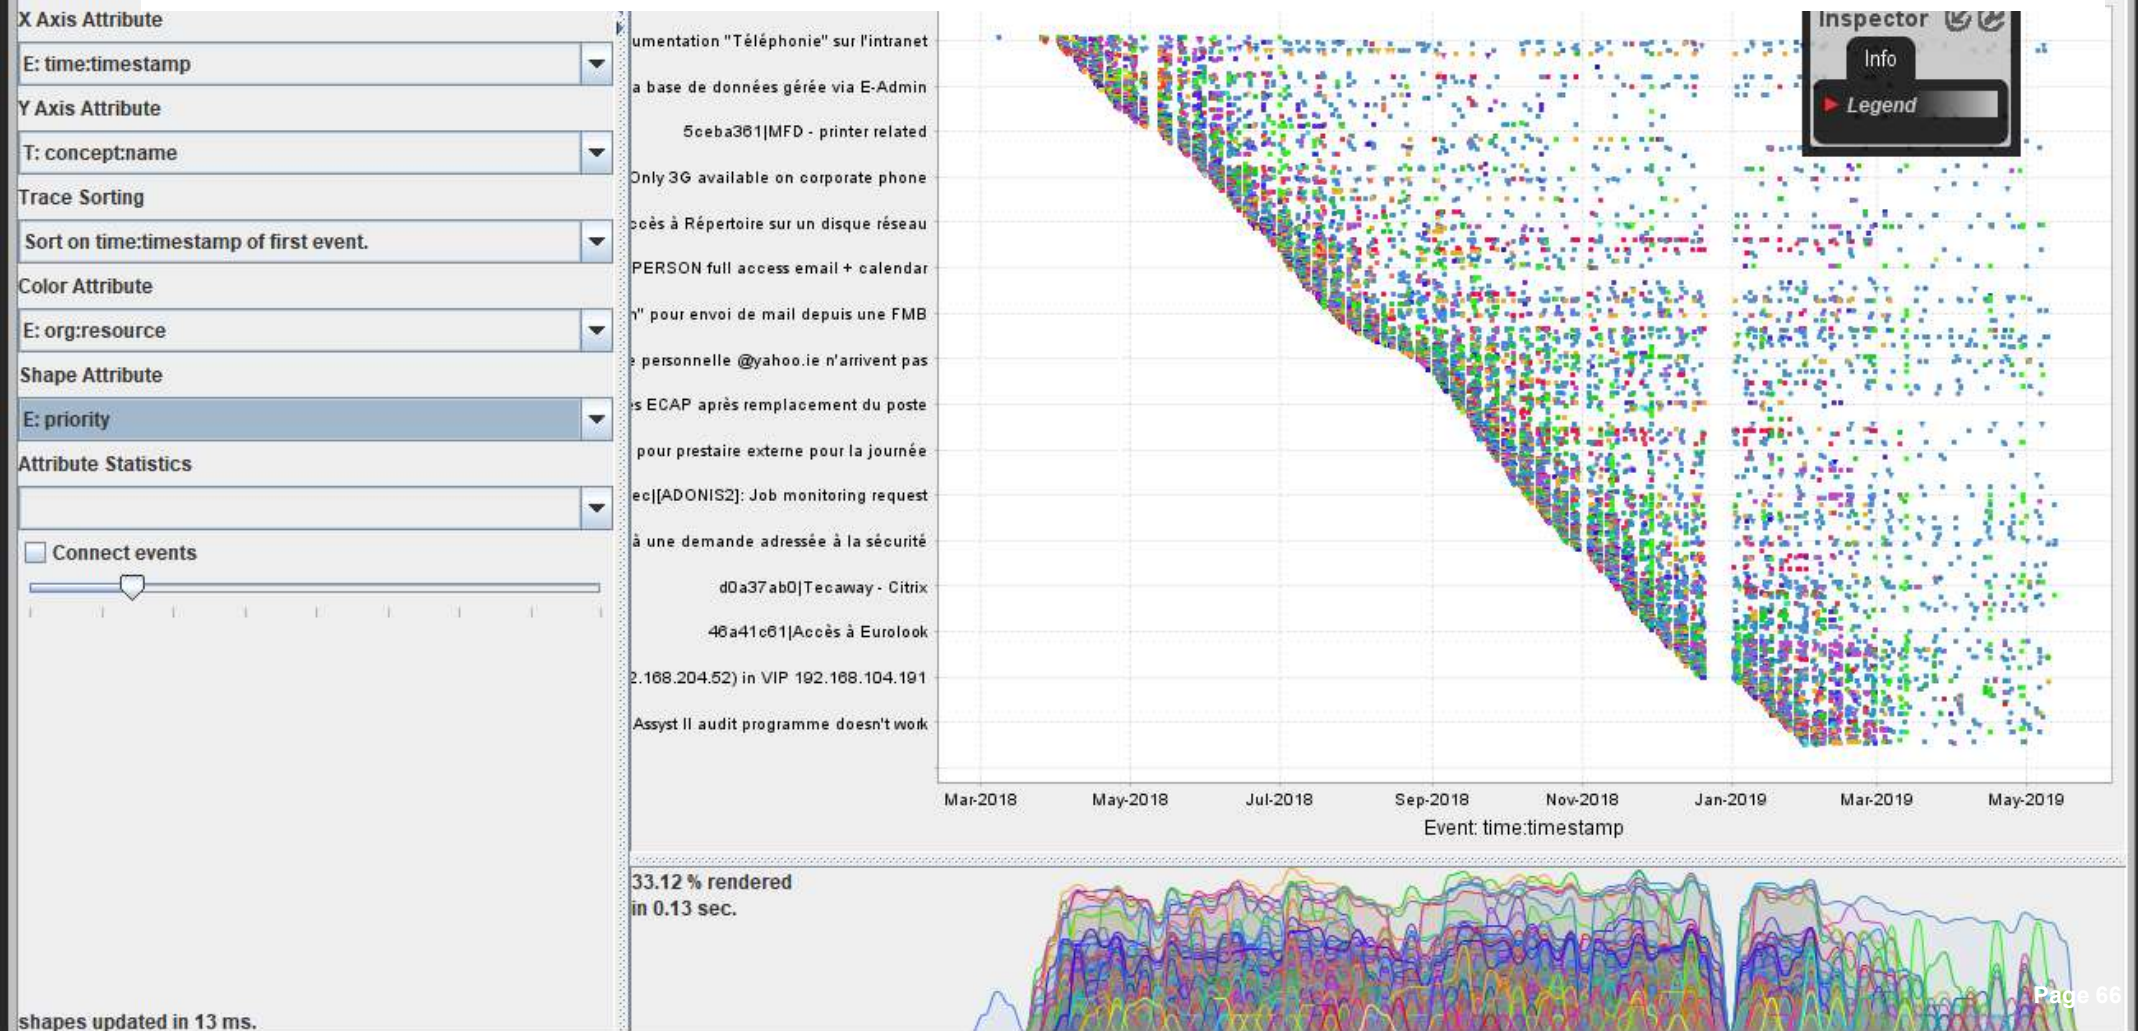 X Axis Attribute
E: time:timestamp
Y Axis Attribute
T: concept:name
Trace Sorting
Sort on time:timestamp of first event.
Color Attribute
E: org:resource
Shape Attribute
E: priority
Attribute Statistics
Connect events
shapes updated in 13 ms.
umentation "Téléphonie" sur l'intranet
a base de données gérée via E-Admin
5ceba361|MFD - printer related
Only 3G available on corporate phone
ccès à Répertoire sur un disque réseau
PERSON full access email + calendar
n" pour envoi de mail depuis une FMB
e personnelle @yahoo.ie n'arrivent pas
es ECAP après remplacement du poste
pour prestaire externe pour la journée
ec|[ADONIS2]: Job monitoring request
à une demande adressée à la sécurité
d0a37ab0|Tecaway - Citrix
46a41c61|Accès à Eurolook
2.168.204.52) in VIP 192.168.104.191
Assyst II audit programme doesn't work
Mar-2018 May-2018 Jul-2018 Sep-2018 Nov-2018 Jan-2019 Mar-2019 May-2019
Event: time:timestamp
Inspector
Info
Legend
33.12 % rendered
in 0.13 sec.
Page 66